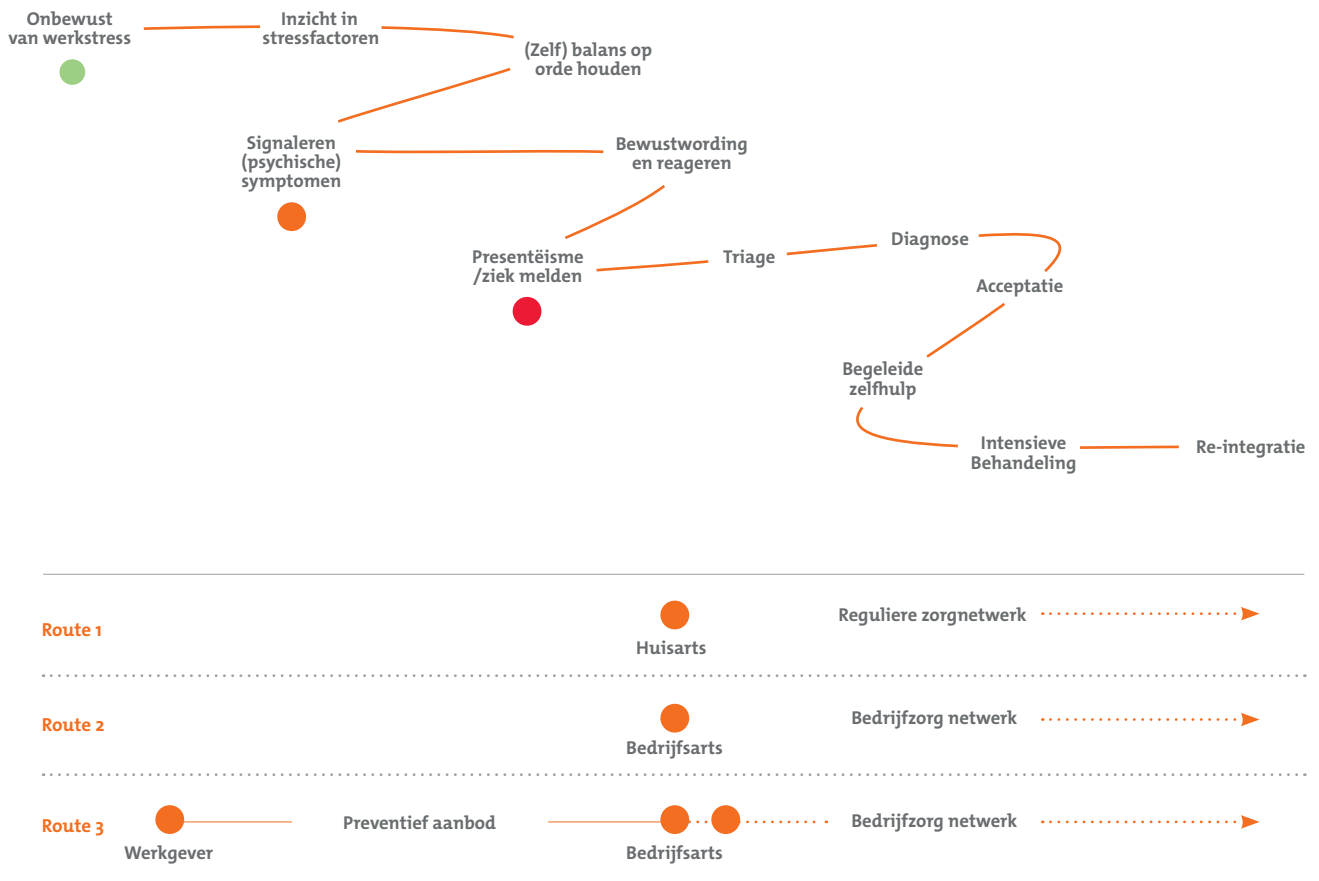 Onbewust
van werkstress
Inzicht in
stressfactoren
(Zelf) balans op
orde houden
Signaleren
(psychische)
symptomen
Bewustwording
en reageren
Presentëisme
/ziek melden
Triage
Diagnose
Acceptatie
Begeleide
zelfhulp
Intensieve
Behandeling
Re-integratie
Route 1
Huisarts
Reguliere zorgnetwerk
Route 2
Bedrijfsarts
Bedrijfzorg netwerk
Route 3
Werkgever
Preventief aanbod
Bedrijfsarts
Bedrijfzorg netwerk